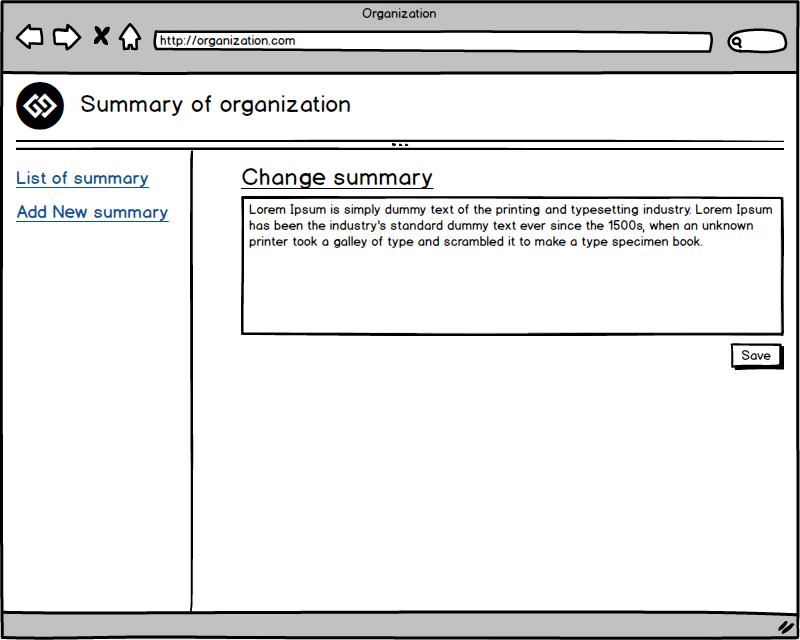 Organization
http://organization.com
Summary of organization
List of summary
Add New summary
Change summary
Lorem Ipsum is simply dummy text of the printing and typesetting industry. Lorem Ipsum
has been the industry's standard dummy text ever since the 1500s, when an unknown
printer took a galley of type and scrambled it to make a type specimen book.
Save